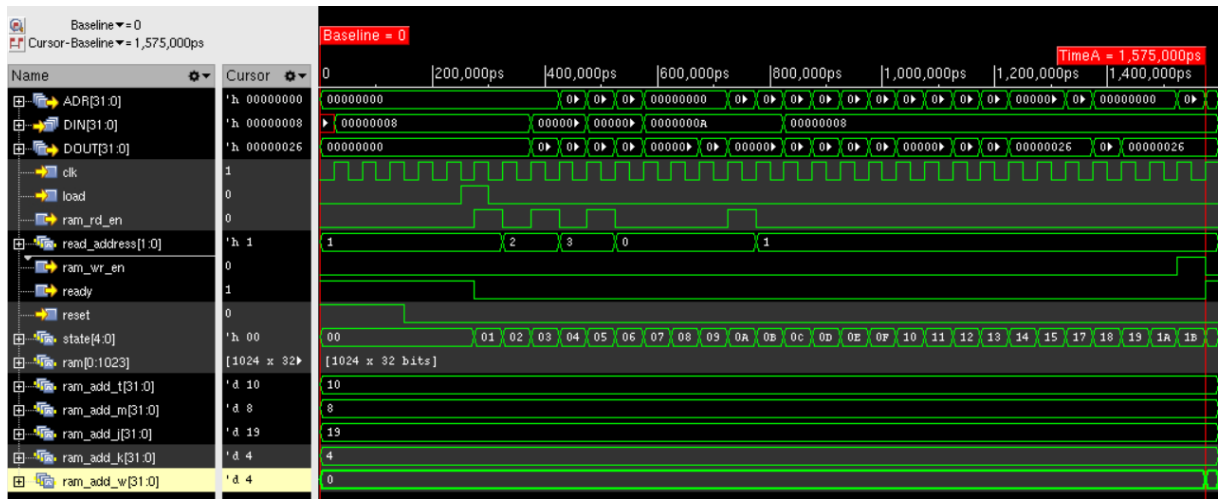 Baseline▼= 0
Cursor-Baseline▼= 1,575,000ps
Baseline = 0
TimeA = 1,575,000ps
Name Cursor 0 200,000ps 400,000ps 600,000ps 800,000ps 1,000,000ps 1,200,000ps 1,400,000ps
ADR[31:0] 'h 00000000 00000000 0 0 0 00000000 0 0 0 0 0 0 0 0 00000 0 00000000 0
DIN[31:0] 'h 00000008 00000008 00000 00000 0000000A 00000008
DOUT[31:0] 'h 00000026 00000000 0 0 0 00000 0 00000 0 0 0 00000 0 0 00000026 0 00000026
clk 1
load 0
ram_rd_en 0
read_address[1:0] 'h 1 1 2 3 0 1
ram_wr_en 0
ready 1
reset 0
state[4:0] 'h 00 00 01 02 03 04 05 06 07 08 09 0A 0B 0C 0D 0E 0F 10 11 12 13 14 15 17 18 19 1A 1B
ram[0:1023] [1024 x 32 [1024 x 32 bits]
ram_add_t[31:0] 'd 10 10
ram_add_m[31:0] 'd 8 8
ram_add_j[31:0] 'd 19 19
ram_add_k[31:0] 'd 4 4
ram_add_w[31:0] 'd 4 0